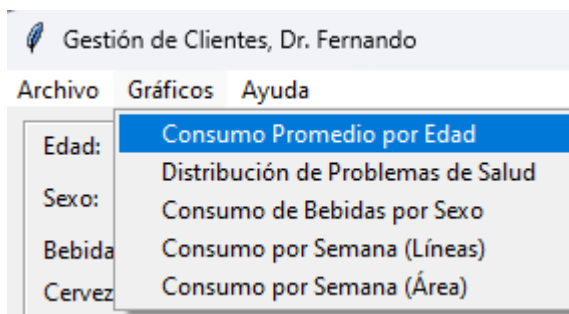 Gestión de Clientes, Dr. Fernando
Archivo Gráficos Ayuda
Edad:
Consumo Promedio por Edad
Distribución de Problemas de Salud
Sexo:
Consumo de Bebidas por Sexo
Bebida
Consumo por Semana (Líneas)
Cervez
Consumo por Semana (Área)